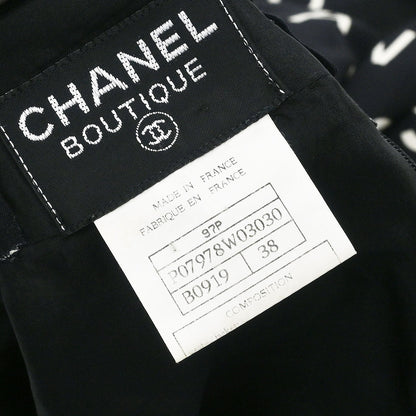 CHANEL
BOUTIQUE
MADE IN FRANCE
FABRIQUE EN FRANCE
97P
P07978W03030
B0919 38
COMPOSITION